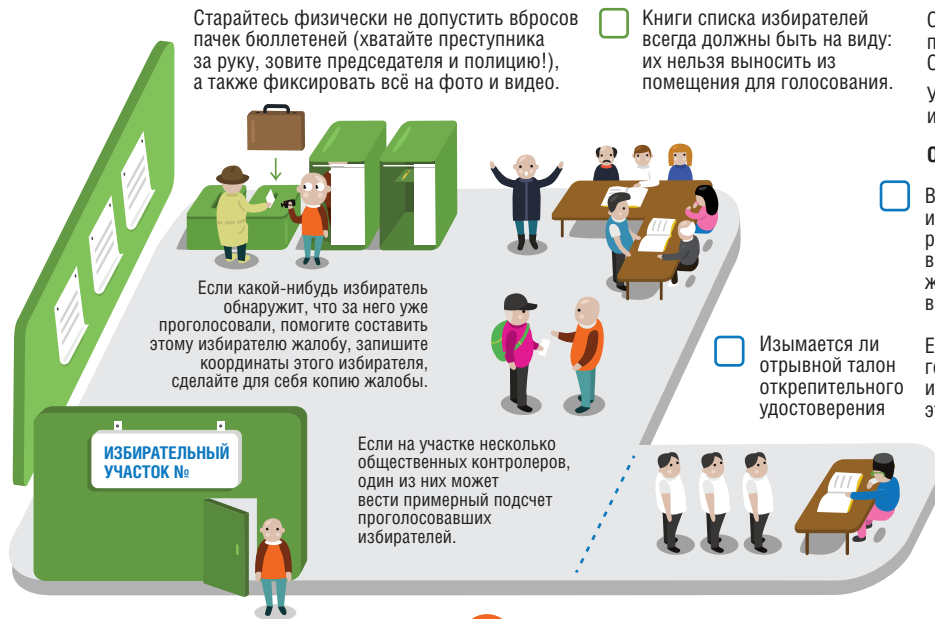 Старайтесь физически не допустить вбросов
пачек бюллетеней (хватайте преступника
за руку, зовите председателя и полицию!),
а также фиксировать всё на фото и видео.
Книги списка избирателей
всегда должны быть на виду:
их нельзя выносить из
помещения для голосования.
Если какой-нибудь избиратель
обнаружит, что за него уже
проголосовали, помогите составить
этому избирателю жалобу, запишите
координаты этого избирателя,
сделайте для себя копию жалобы.
Изымается ли
отрывной талон
открепительного
удостоверения
ИЗБИРАТЕЛЬНЫЙ
УЧАСТОК №
Если на участке несколько
общественных контролеров,
один из них может
вести примерный подсчет
проголосовавших
избирателей.